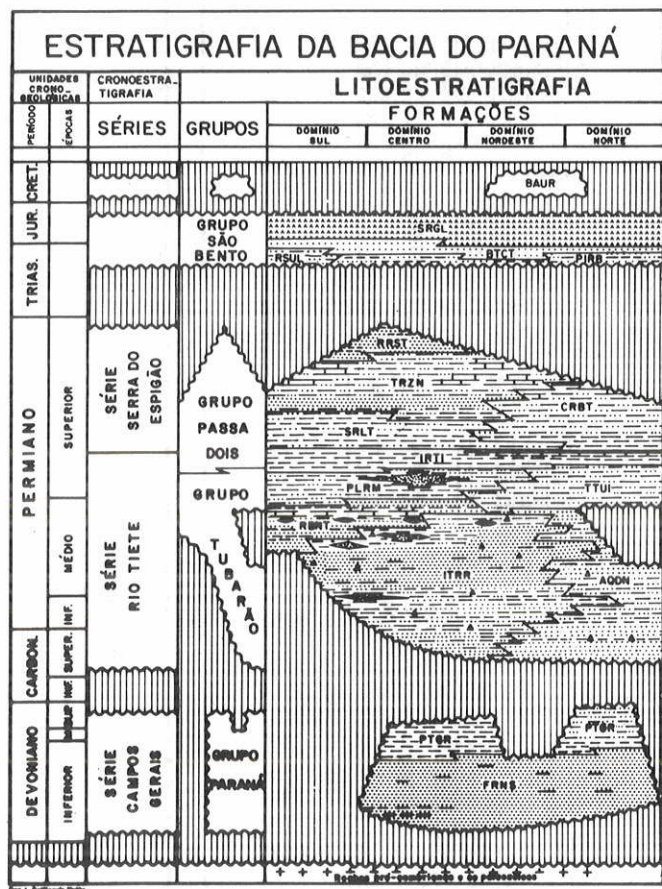 ESTRATIGRAFIA DA BACIA DO PARANÁ
UNIDADES
CRONO-
GEOLÓGICAS
CRONOESTRA-
TIGRAFIA
LITOESTRATIGRAFIA
PERÍODO
ÉPOCAS
SÉRIES
GRUPOS
FORMAÇÕES
DOMÍNIO
SUL
DOMÍNIO
CENTRO
DOMÍNIO
NORDESTE
DOMÍNIO
NORTE
CRET.
BAUR
JUR.
GRUPO
SÃO
BENTO
SRGL
TRIAS.
RSUL
BTCT
PIRB
PERMIANO
SUPERIOR
SÉRIE
SERRA DO
ESPIGÃO
GRUPO
PASSA
DOIS
RRST
TRZN
CRBT
SRLT
IRTI
GRUPO
TUBARÃO
PLRM
TTUI
MÉDIO
SÉRIE
RIO TIETE
RBNT
ITRR
AQDN
INF.
CARBON.
SUPER.
INF.
DEVONIANO
INFERIOR
SÉRIE
CAMPOS
GERAIS
GRUPO
PARANÁ
PTGR
PTGR
FRNS